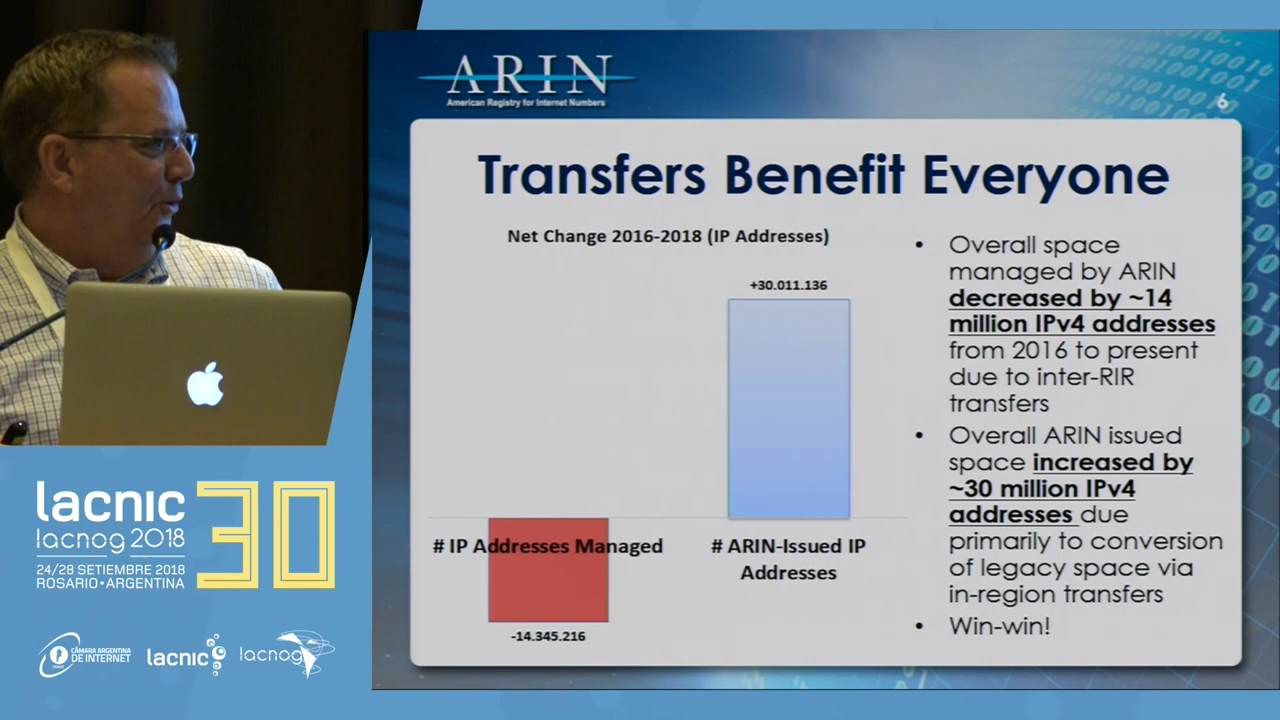 ARIN
American Registry for Internet Numbers
6
Transfers Benefit Everyone
Net Change 2016-2018 (IP Addresses)
+30.011.136
# IP Addresses Managed
# ARIN-Issued IP
Addresses
-14.345.216
• Overall space
managed by ARIN
decreased by ~14
million IPv4 addresses
from 2016 to present
due to inter-RIR
transfers
• Overall ARIN issued
space increased by
~30 million IPv4
addresses due
primarily to conversion
of legacy space via
in-region transfers
• Win-win!
lacnic 30
lacnog 2018
24/28 SETIEMBRE 2018
ROSARIO•ARGENTINA
CÁMARA ARGENTINA
DE INTERNET
lacnic
lacnog